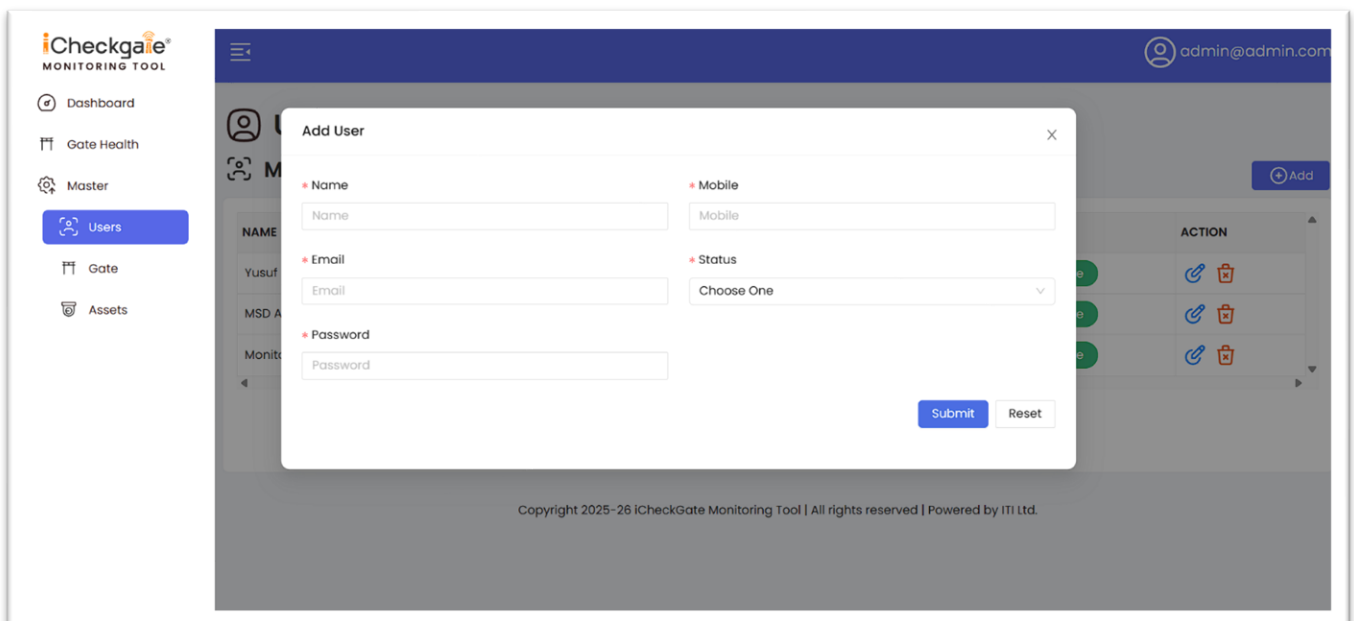 iCheckgate®
MONITORING TOOL
admin@admin.com
Dashboard
Gate Health
Master
Users
Gate
Assets
Add
NAME
ACTION
Yusuf
MSD A
Add User
* Name
Name
* Mobile
Mobile
* Email
Email
* Status
Choose One
* Password
Password
Submit
Reset
Copyright 2025-26 iCheckGate Monitoring Tool | All rights reserved | Powered by ITI Ltd.